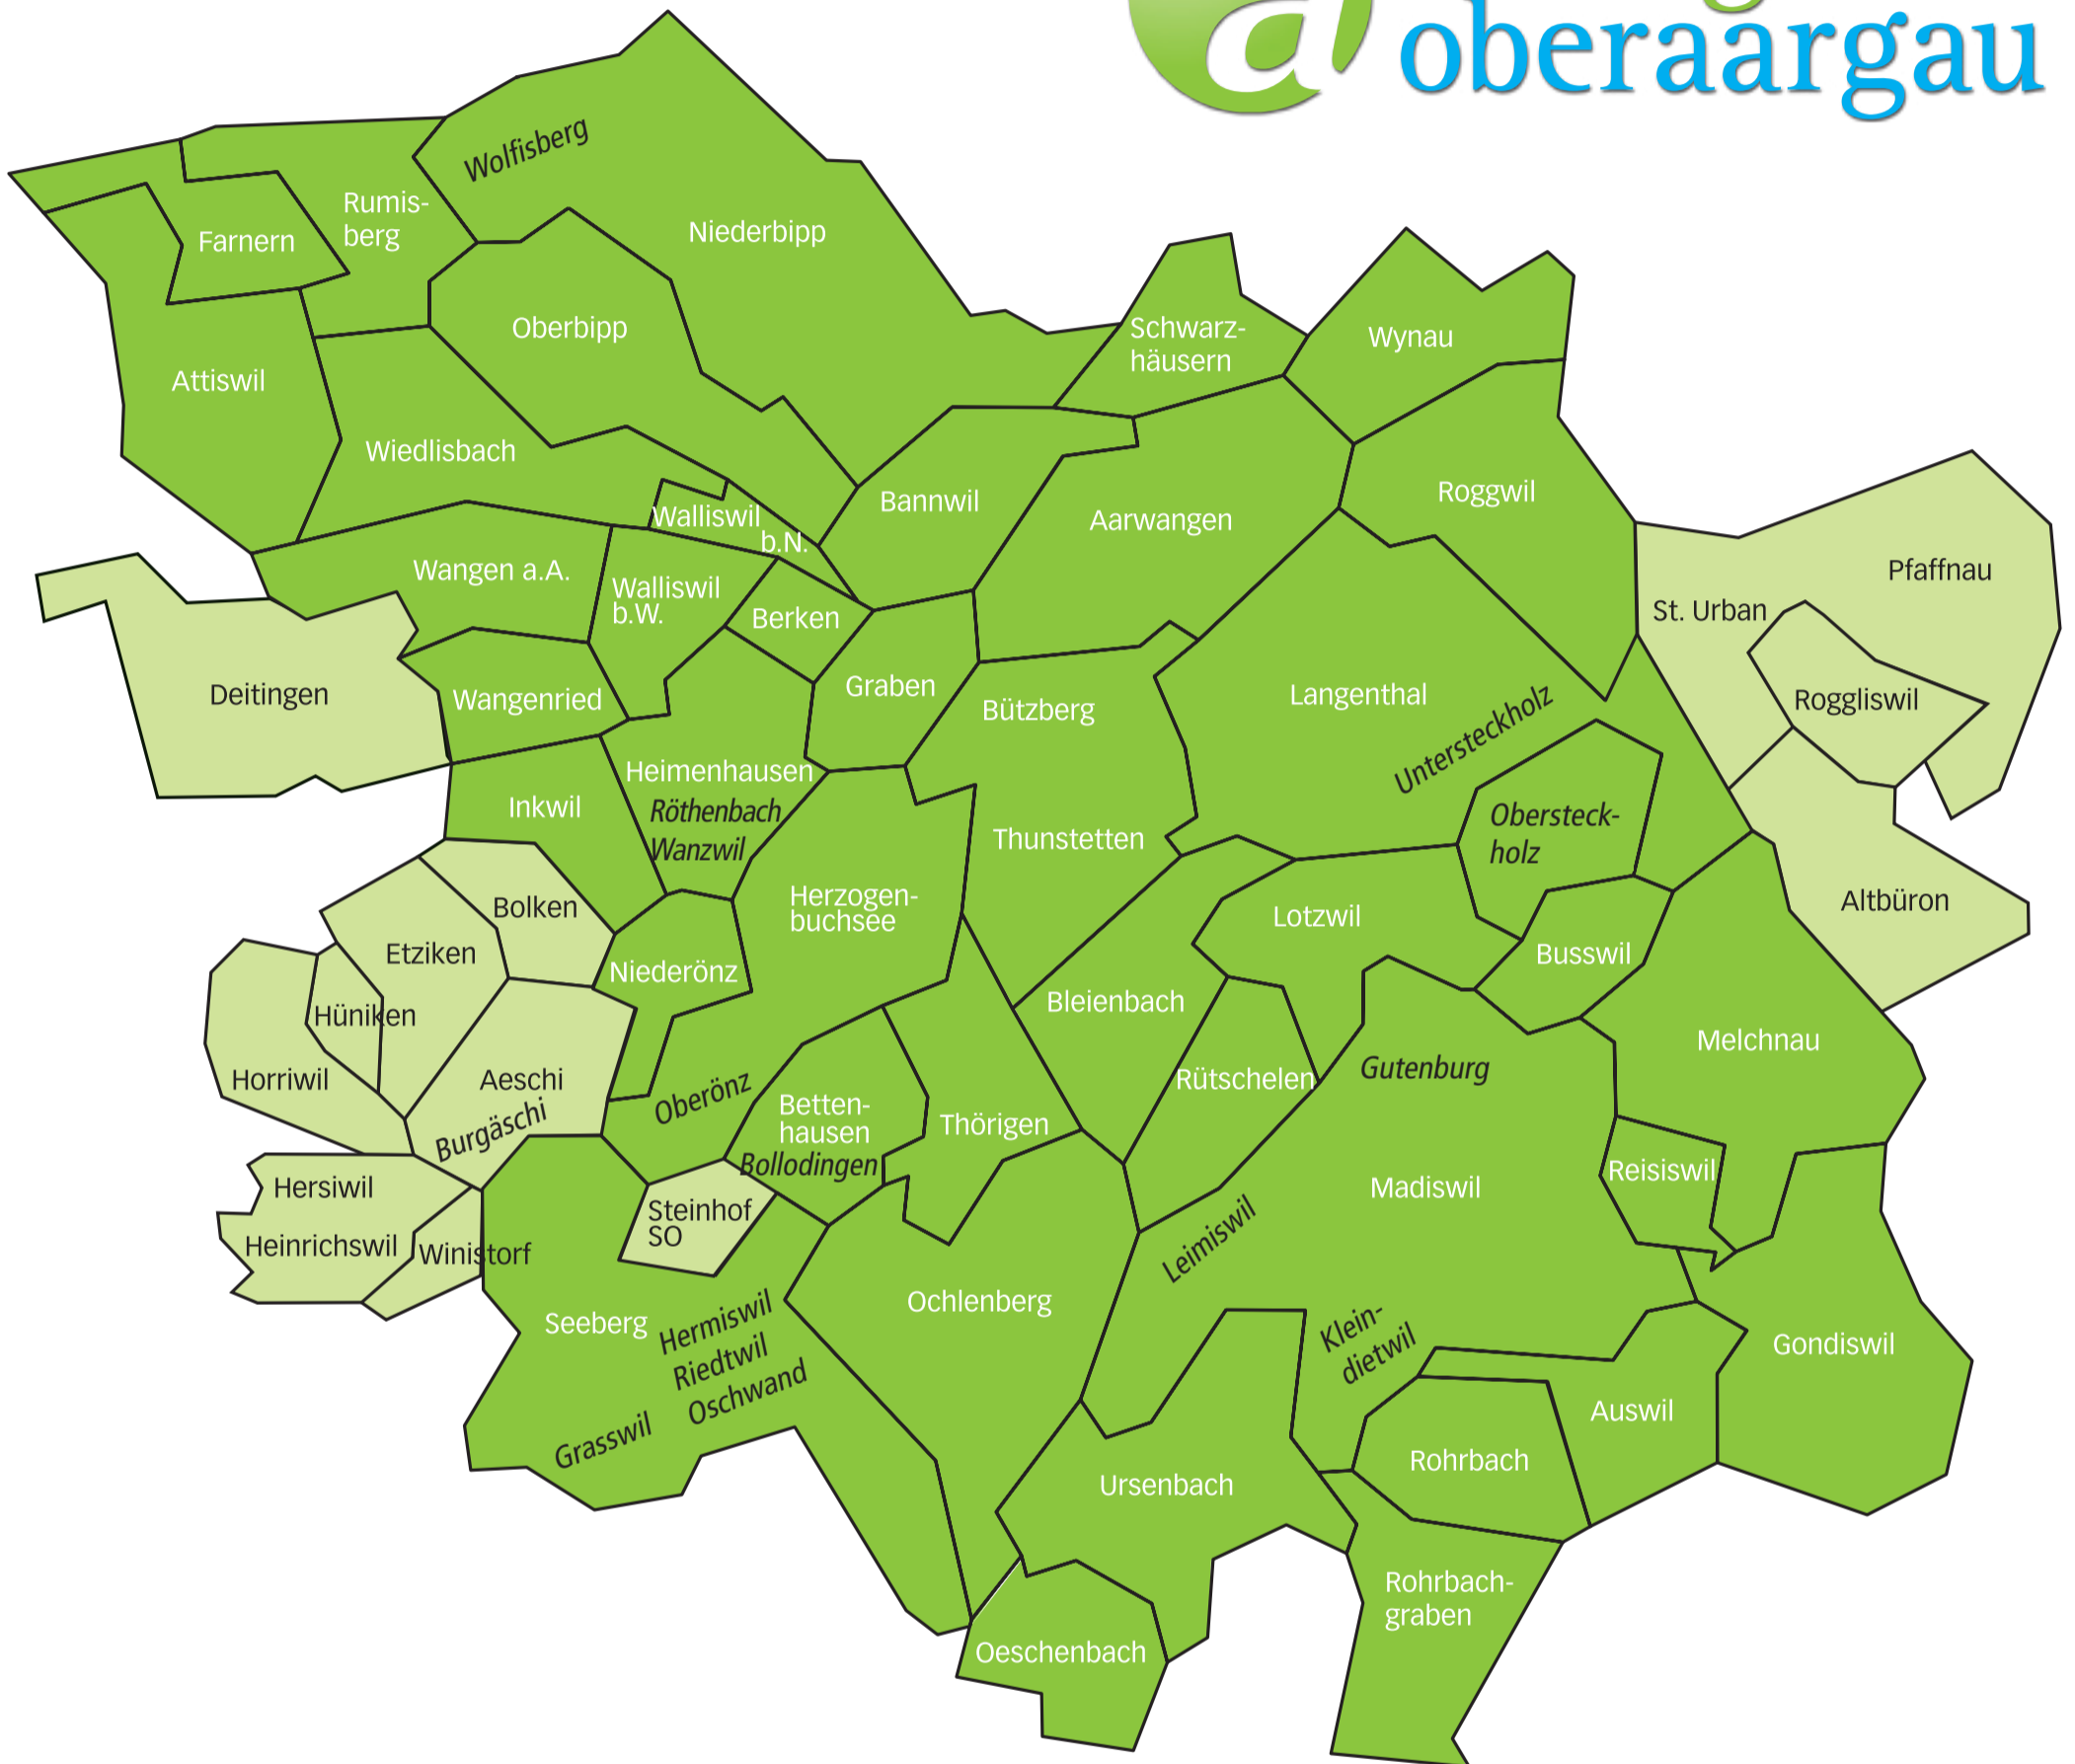 oberaargau
Wolfisberg
Rumis-
berg
Farnern
Niederbipp
Oberbipp
Schwarz-
häusern
Wynau
Attiswil
Wiedlisbach
Roggwil
Bannwil
Walliswil
b.N.
Aarwangen
Pfaffnau
Wangen a.A.
Walliswil
b.W.
Berken
St. Urban
Deitingen
Wangenried
Graben
Bützberg
Langenthal
Untersteckholz
Roggliswil
Heimenhausen
Röthenbach
Wanzwil
Inkwil
Thunstetten
Obersteck-
holz
Bolken
Herzogen-
buchsee
Lotzwil
Altbüron
Etziken
Niederönz
Busswil
Hüniken
Bleienbach
Melchnau
Horriwil
Aeschi
Burgäschi
Oberönz
Betten-
hausen
Bollodingen
Thörigen
Rütschelen
Gutenburg
Hersiwil
Steinhof
SO
Madiswil
Reisiswil
Heinrichswil
Winistorf
Leimiswil
Seeberg
Hermiswil
Riedtwil
Oschwand
Grasswil
Ochlenberg
Klein-
dietwil
Gondiswil
Auswil
Rohrbach
Ursenbach
Rohrbach-
graben
Oeschenbach